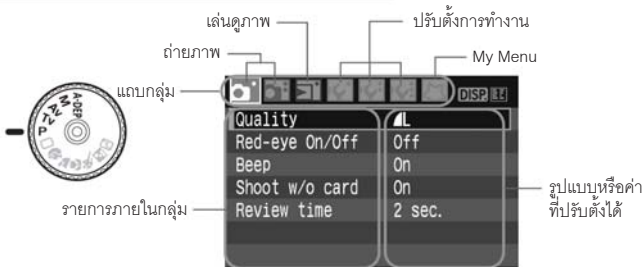 เล่นดูภาพ
ปรับตั้งการทำงาน
ถ่ายภาพ
My Menu
แถบกลุ่ม
DISP.
A-DEP
M
Av
Tv
P
Quality L
Red-eye On/Off Off
Beep On
Shoot w/o card On
Review time 2 sec.
รายการภายในกลุ่ม
รูปแบบหรือค่า
ที่ปรับตั้งได้